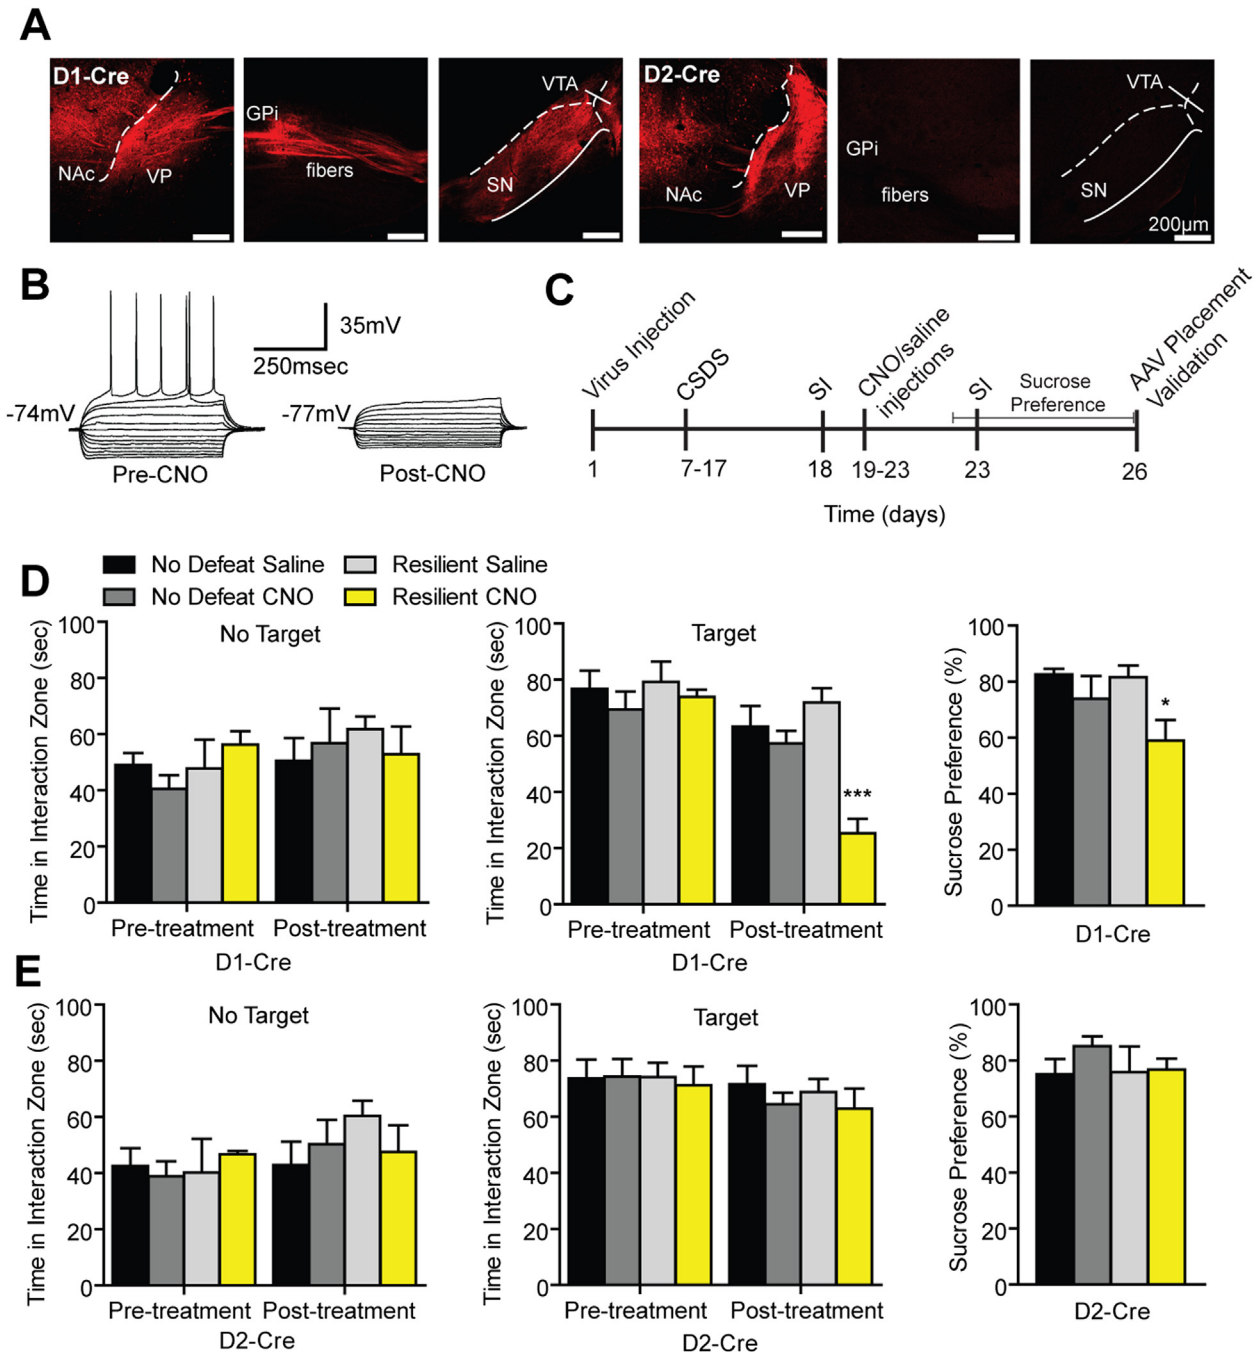 A
D1-Cre
NAc
VP
GPi
fibers
VTA
SN
D2-Cre
NAc
VP
GPi
fibers
VTA
SN
200µm
B
-74mV
Pre-CNO
35mV
250msec
-77mV
Post-CNO
C
Virus Injection
CSDS
SI
CNO/saline
injections
SI
Sucrose
Preference
AAV Placement
Validation
1
7-17
18
19-23
23
26
Time (days)
D
No Defeat Saline
Resilient Saline
No Defeat CNO
Resilient CNO
Time in Interaction Zone (sec)
100
80
60
40
20
0
No Target
Pre-treatment
Post-treatment
D1-Cre
Time in Interaction Zone (sec)
100
80
60
40
20
0
Target
***
Pre-treatment
Post-treatment
D1-Cre
Sucrose Preference (%)
100
80
60
40
20
0
*
D1-Cre
E
Time in Interaction Zone (sec)
100
80
60
40
20
0
No Target
Pre-treatment
Post-treatment
D2-Cre
Time in Interaction Zone (sec)
100
80
60
40
20
0
Target
Pre-treatment
Post-treatment
D2-Cre
Sucrose Preference (%)
100
80
60
40
20
0
D2-Cre